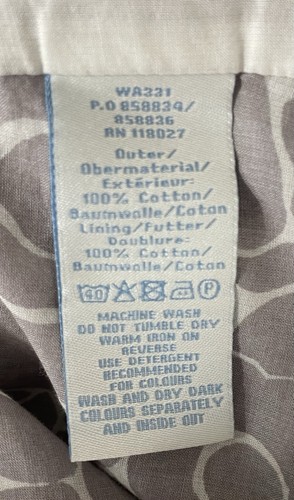 WA331
P.O 858834/
858836
RN 118027
Outer/
Obermaterial/
Extérieur:
100% Cotton/
Baumwolle/Coton
Lining/Futter/
Doublure:
100% Cotton/
Baumwolle/Coton
40 P
MACHINE WASH
DO NOT TUMBLE DRY
WARM IRON ON
REVERSE
USE DETERGENT
RECOMMENDED
FOR COLOURS
WASH AND DRY DARK
COLOURS SEPARATELY
AND INSIDE OUT